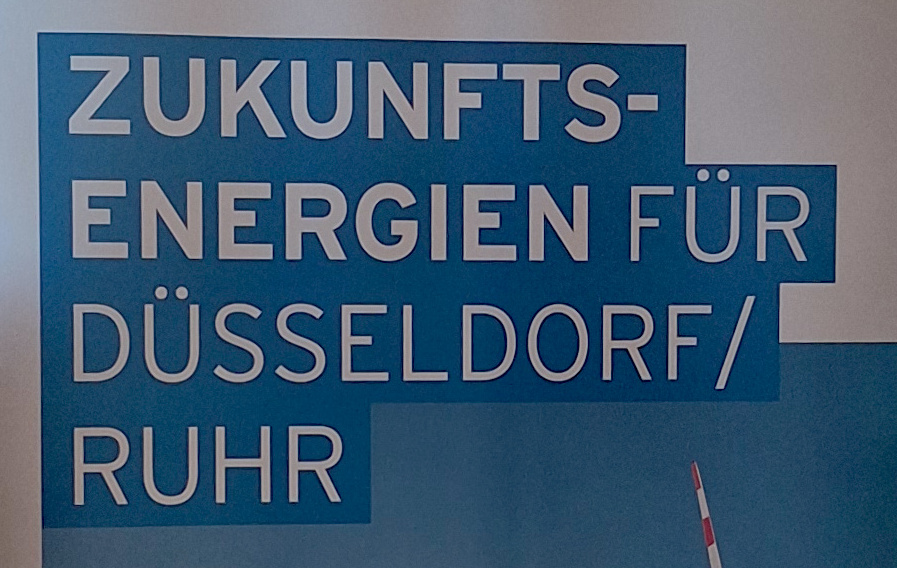 ZUKUNFTS-
ENERGIEN FÜR
DÜSSELDORF/
RUHR